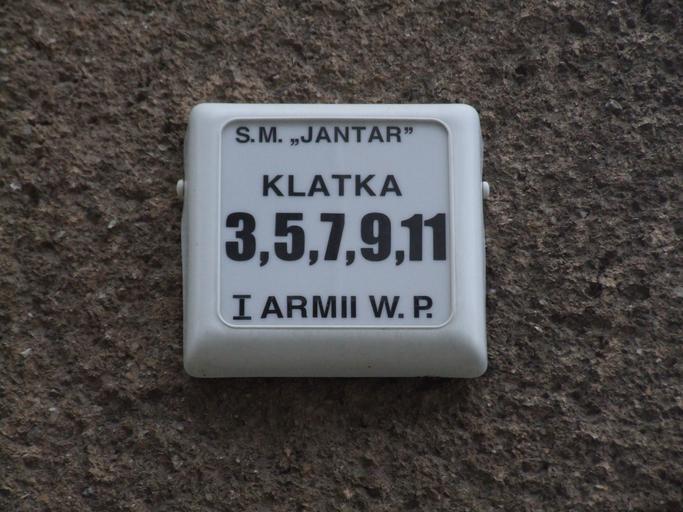 S.M. „JANTAR”
KLATKA
3,5,7,9,11
I ARMII W. P.